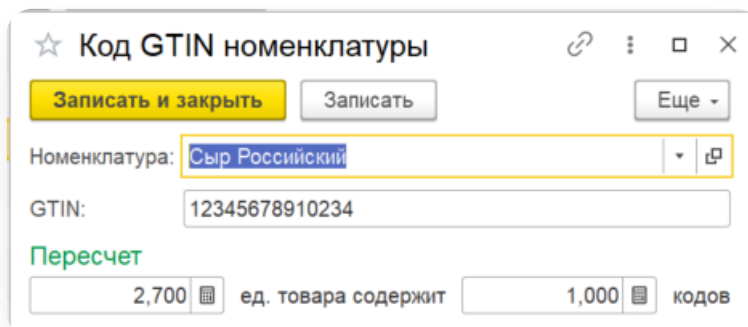 Код GTIN номенклатуры
Записать и закрыть Записать Еще
Номенклатура: Сыр Российский
GTIN: 12345678910234
Пересчет
2,700 ед. товара содержит 1,000 кодов